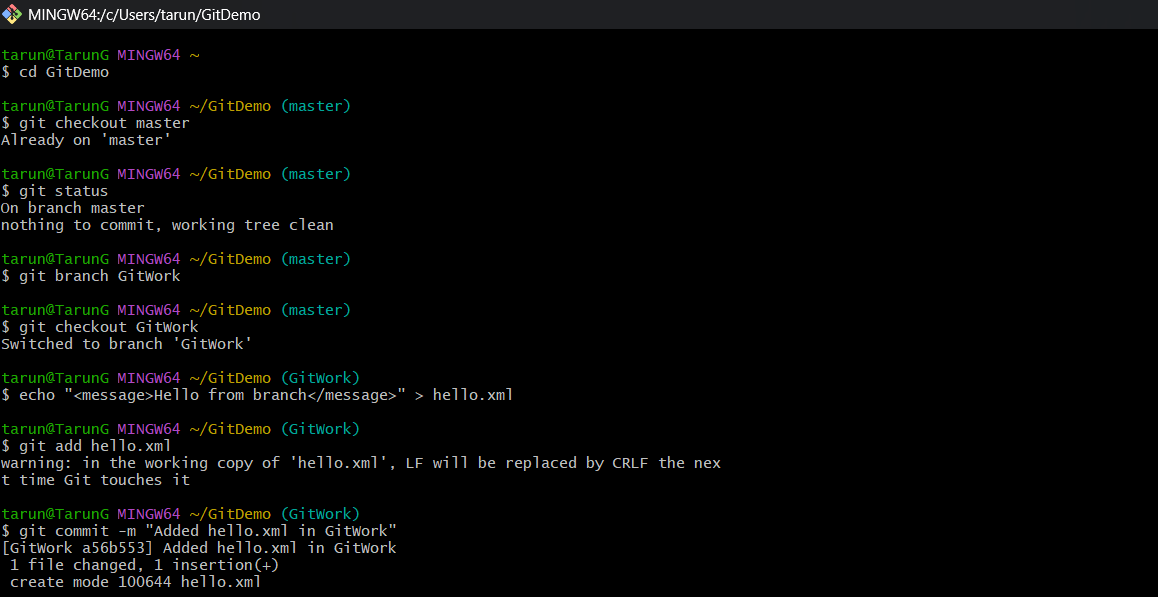 MINGW64:/c/Users/tarun/GitDemo
tarun@TarunG MINGW64 ~
$ cd GitDemo
tarun@TarunG MINGW64 ~/GitDemo (master)
$ git checkout master
Already on 'master'
tarun@TarunG MINGW64 ~/GitDemo (master)
$ git status
On branch master
nothing to commit, working tree clean
tarun@TarunG MINGW64 ~/GitDemo (master)
$ git branch GitWork
tarun@TarunG MINGW64 ~/GitDemo (master)
$ git checkout GitWork
Switched to branch 'GitWork'
tarun@TarunG MINGW64 ~/GitDemo (GitWork)
$ echo "<message>Hello from branch</message>" > hello.xml
tarun@TarunG MINGW64 ~/GitDemo (GitWork)
$ git add hello.xml
warning: in the working copy of 'hello.xml', LF will be replaced by CRLF the nex
t time Git touches it
tarun@TarunG MINGW64 ~/GitDemo (GitWork)
$ git commit -m "Added hello.xml in GitWork"
[GitWork a56b553] Added hello.xml in GitWork
 1 file changed, 1 insertion(+)
 create mode 100644 hello.xml